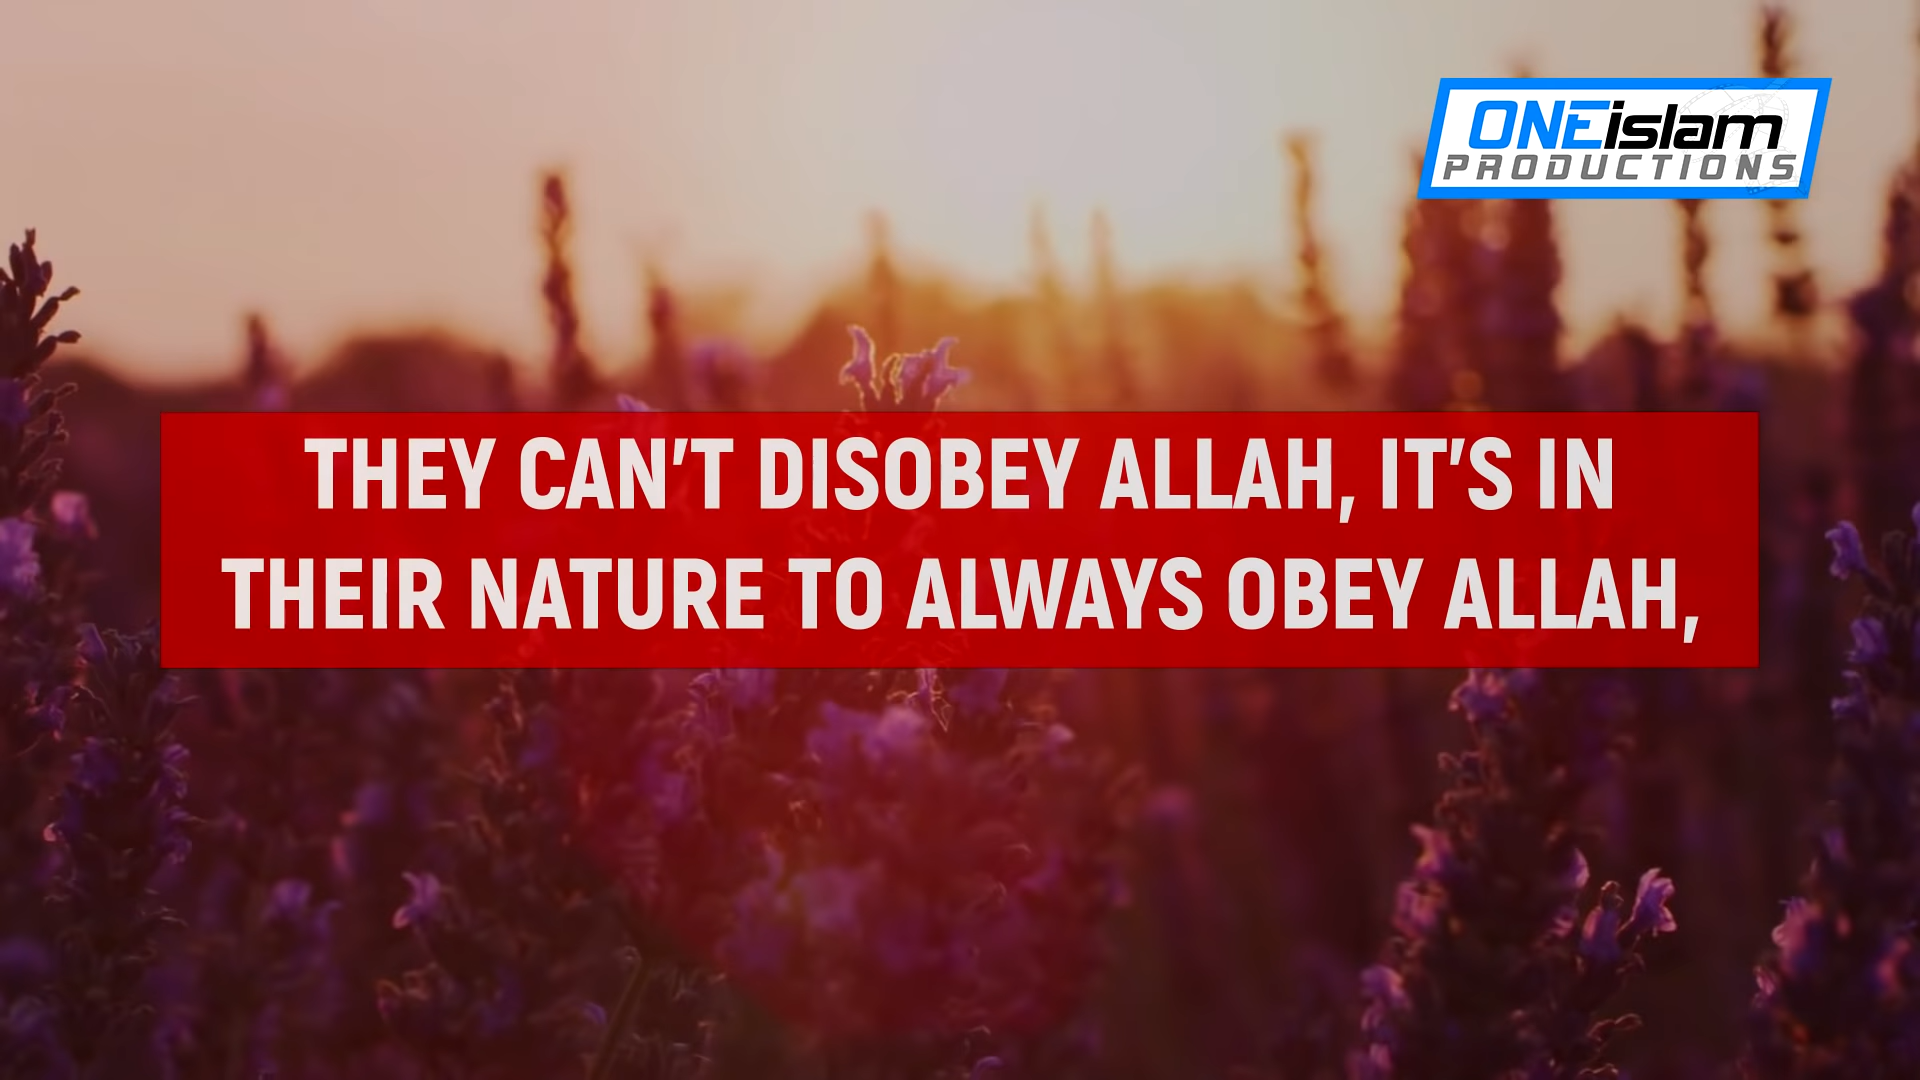 ONEislam
PRODUCTIONS
THEY CAN'T DISOBEY ALLAH, IT'S IN
THEIR NATURE TO ALWAYS OBEY ALLAH,